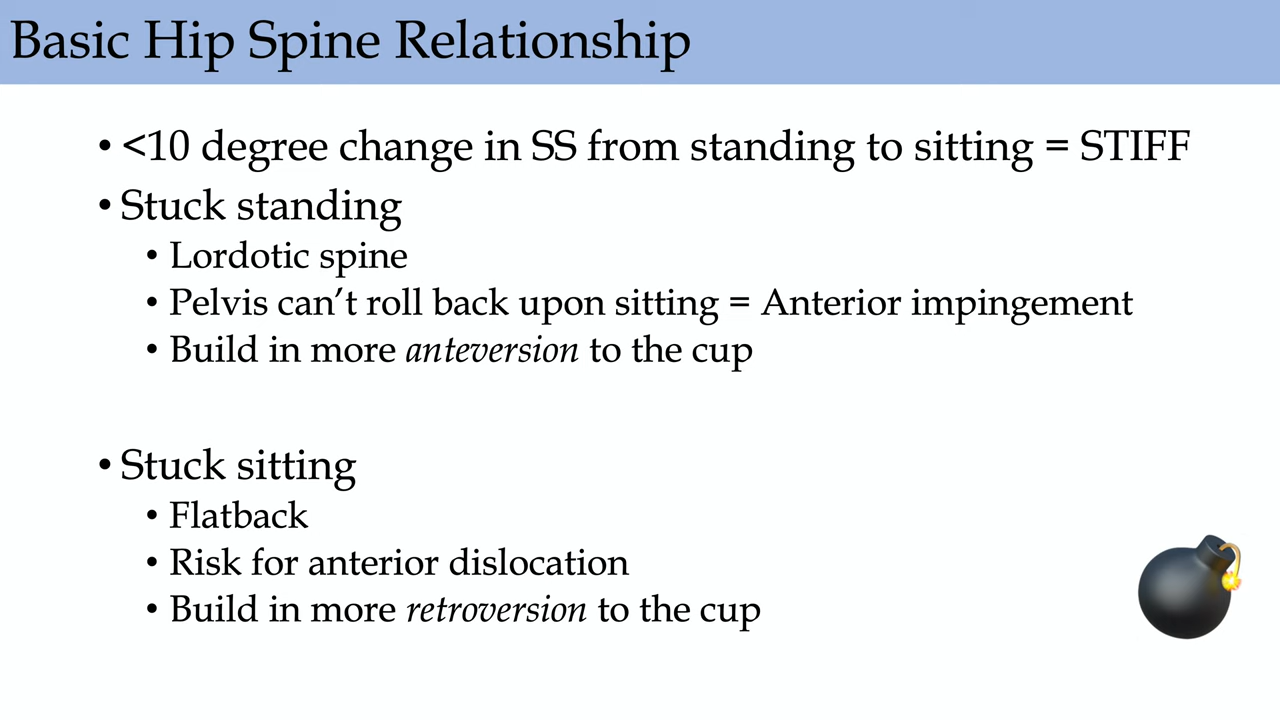 Basic Hip Spine Relationship
• <10 degree change in SS from standing to sitting = STIFF
• Stuck standing
• Lordotic spine
• Pelvis can’t roll back upon sitting = Anterior impingement
• Build in more anteversion to the cup
• Stuck sitting
• Flatback
• Risk for anterior dislocation
• Build in more retroversion to the cup